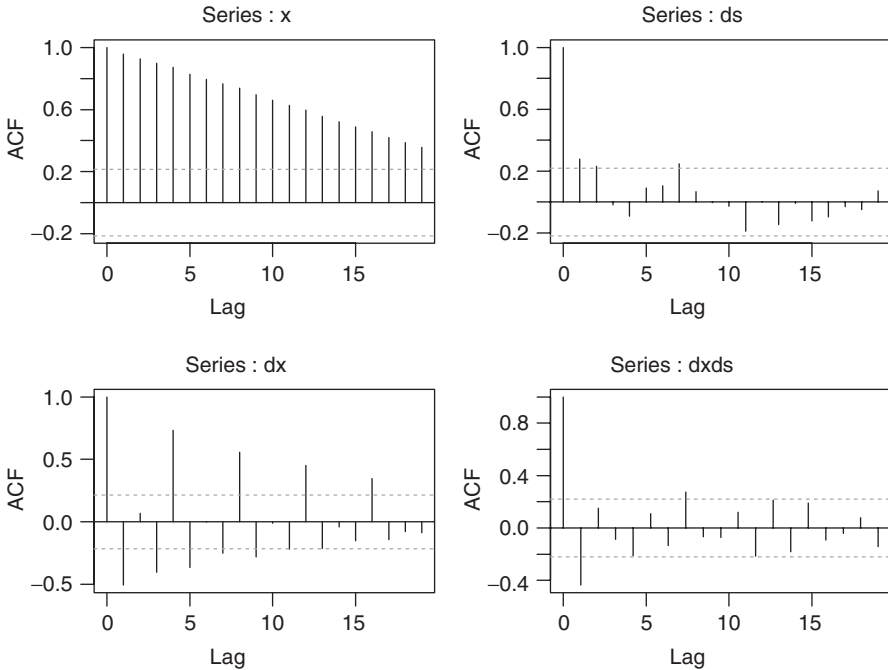 Series : x
ACF
1.0
0.6
0.2
−0.2
0 5 10 15
Lag
Series : ds
ACF
1.0
0.6
0.2
−0.2
0 5 10 15
Lag
Series : dx
ACF
1.0
0.5
0.0
−0.5
0 5 10 15
Lag
Series : dxds
ACF
0.8
0.4
0.0
−0.4
0 5 10 15
Lag